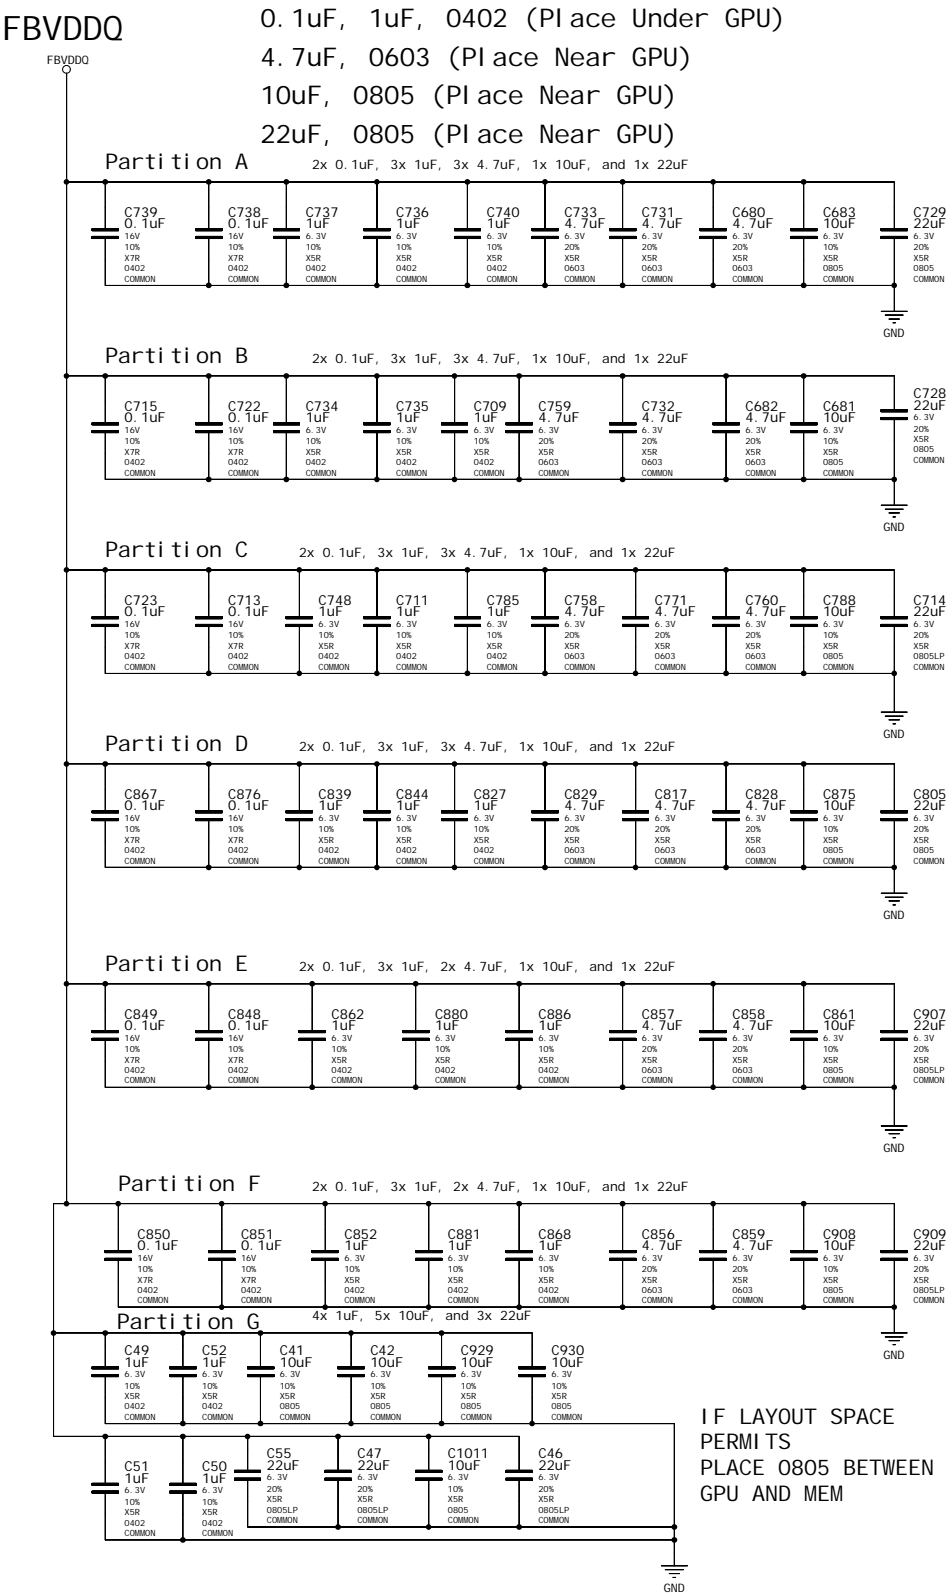 FBVDDQ
FBVDDQ
0.1uF, 1uF, 0402 (Place Under GPU)
4.7uF, 0603 (Place Near GPU)
10uF, 0805 (Place Near GPU)
22uF, 0805 (Place Near GPU)
Partition A 2x 0.1uF, 3x 1uF, 3x 4.7uF, 1x 10uF, and 1x 22uF
C739 C738 C737 C736 C740 C733 C731 C680 C683 C729
0.1uF 0.1uF 1uF 1uF 1uF 4.7uF 4.7uF 4.7uF 10uF 22uF
16V 16V 6.3V 6.3V 6.3V 6.3V 6.3V 6.3V 6.3V 6.3V
10% 10% 10% 10% 10% 20% 20% 20% 10% 20%
X7R X7R X5R X5R X5R X5R X5R X5R X5R X5R
0402 0402 0402 0402 0402 0603 0603 0603 0805 0805
COMMON COMMON COMMON COMMON COMMON COMMON COMMON COMMON COMMON COMMON
GND
Partition B 2x 0.1uF, 3x 1uF, 3x 4.7uF, 1x 10uF, and 1x 22uF
C715 C722 C734 C735 C709 C759 C732 C682 C681 C728
0.1uF 0.1uF 1uF 1uF 1uF 4.7uF 4.7uF 4.7uF 10uF 22uF
16V 16V 6.3V 6.3V 6.3V 6.3V 6.3V 6.3V 6.3V 6.3V
10% 10% 10% 10% 10% 20% 20% 20% 10% 20%
X7R X7R X5R X5R X5R X5R X5R X5R X5R X5R
0402 0402 0402 0402 0402 0603 0603 0603 0805 0805
COMMON COMMON COMMON COMMON COMMON COMMON COMMON COMMON COMMON COMMON
GND
Partition C 2x 0.1uF, 3x 1uF, 3x 4.7uF, 1x 10uF, and 1x 22uF
C723 C713 C748 C711 C785 C758 C771 C760 C788 C714
0.1uF 0.1uF 1uF 1uF 1uF 4.7uF 4.7uF 4.7uF 10uF 22uF
16V 16V 6.3V 6.3V 6.3V 6.3V 6.3V 6.3V 6.3V 6.3V
10% 10% 10% 10% 10% 20% 20% 20% 10% 20%
X7R X7R X5R X5R X5R X5R X5R X5R X5R X5R
0402 0402 0402 0402 0402 0603 0603 0603 0805 0805LP
COMMON COMMON COMMON COMMON COMMON COMMON COMMON COMMON COMMON COMMON
GND
Partition D 2x 0.1uF, 3x 1uF, 3x 4.7uF, 1x 10uF, and 1x 22uF
C867 C876 C839 C844 C827 C829 C817 C828 C875 C805
0.1uF 0.1uF 1uF 1uF 1uF 4.7uF 4.7uF 4.7uF 10uF 22uF
16V 16V 6.3V 6.3V 6.3V 6.3V 6.3V 6.3V 6.3V 6.3V
10% 10% 10% 10% 10% 20% 20% 20% 10% 20%
X7R X7R X5R X5R X5R X5R X5R X5R X5R X5R
0402 0402 0402 0402 0402 0603 0603 0603 0805 0805
COMMON COMMON COMMON COMMON COMMON COMMON COMMON COMMON COMMON COMMON
GND
Partition E 2x 0.1uF, 3x 1uF, 2x 4.7uF, 1x 10uF, and 1x 22uF
C849 C848 C862 C880 C886 C857 C858 C861 C907
0.1uF 0.1uF 1uF 1uF 1uF 4.7uF 4.7uF 10uF 22uF
16V 16V 6.3V 6.3V 6.3V 6.3V 6.3V 6.3V 6.3V
10% 10% 10% 10% 10% 20% 20% 10% 20%
X7R X7R X5R X5R X5R X5R X5R X5R X5R
0402 0402 0402 0402 0402 0603 0603 0805 0805LP
COMMON COMMON COMMON COMMON COMMON COMMON COMMON COMMON COMMON
GND
Partition F 2x 0.1uF, 3x 1uF, 2x 4.7uF, 1x 10uF, and 1x 22uF
C850 C851 C852 C881 C868 C856 C859 C908 C909
0.1uF 0.1uF 1uF 1uF 1uF 4.7uF 4.7uF 10uF 22uF
16V 16V 6.3V 6.3V 6.3V 6.3V 6.3V 6.3V 6.3V
10% 10% 10% 10% 10% 20% 20% 10% 20%
X7R X7R X5R X5R X5R X5R X5R X5R X5R
0402 0402 0402 0402 0402 0603 0603 0805 0805LP
COMMON COMMON COMMON COMMON COMMON COMMON COMMON COMMON COMMON
GND
Partition G 4x 1uF, 5x 10uF, and 3x 22uF
C49 C52 C41 C42 C929 C930
1uF 1uF 10uF 10uF 10uF 10uF
6.3V 6.3V 6.3V 6.3V 6.3V 6.3V
10% 10% 10% 10% 10% 10%
X5R X5R X5R X5R X5R X5R
0402 0402 0805 0805 0805 0805
COMMON COMMON COMMON COMMON COMMON COMMON
C51 C50 C55 C47 C1011 C46
1uF 1uF 22uF 22uF 10uF 22uF
6.3V 6.3V 6.3V 6.3V 6.3V 6.3V
10% 10% 20% 20% 10% 20%
X5R X5R X5R X5R X5R X5R
0402 0402 0805LP 0805LP 0805 0805LP
COMMON COMMON COMMON COMMON COMMON COMMON
GND
IF LAYOUT SPACE
PERMITS
PLACE 0805 BETWEEN
GPU AND MEM